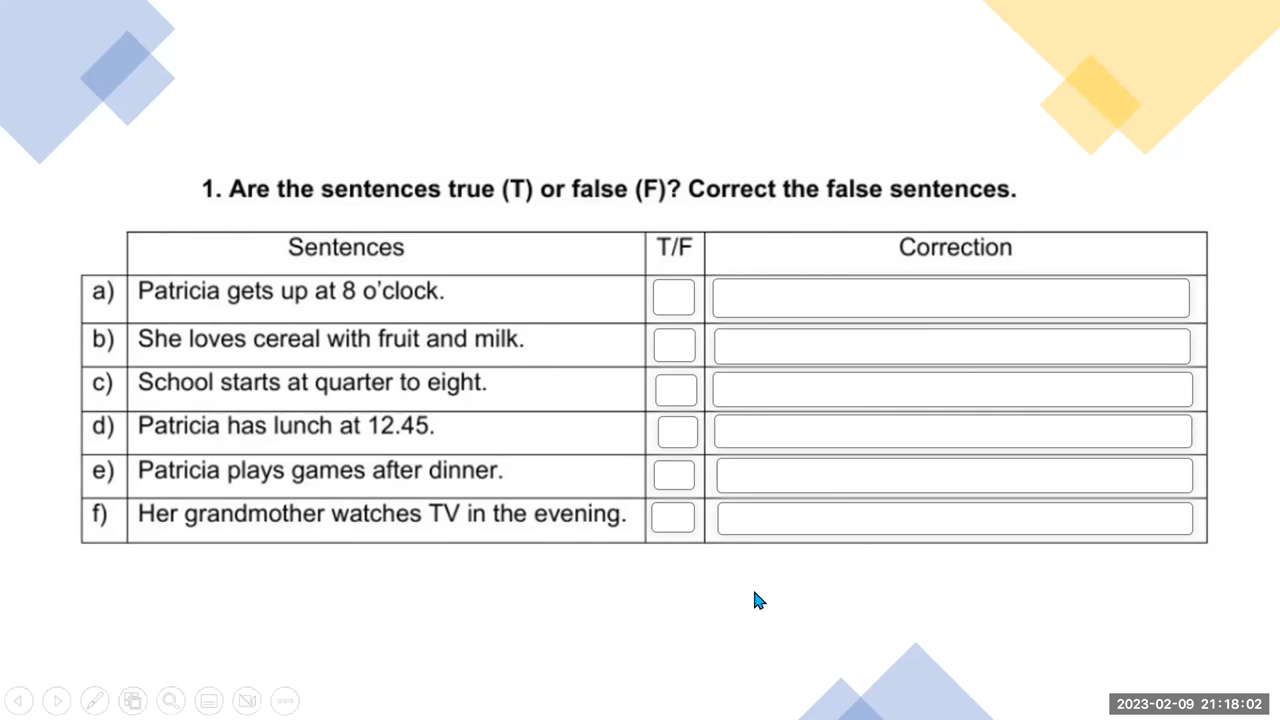 1. Are the sentences true (T) or false (F)? Correct the false sentences.
Sentences T/F Correction
a) Patricia gets up at 8 o'clock.
b) She loves cereal with fruit and milk.
c) School starts at quarter to eight.
d) Patricia has lunch at 12.45.
e) Patricia plays games after dinner.
f) Her grandmother watches TV in the evening.
2023-02-09 21:18:02